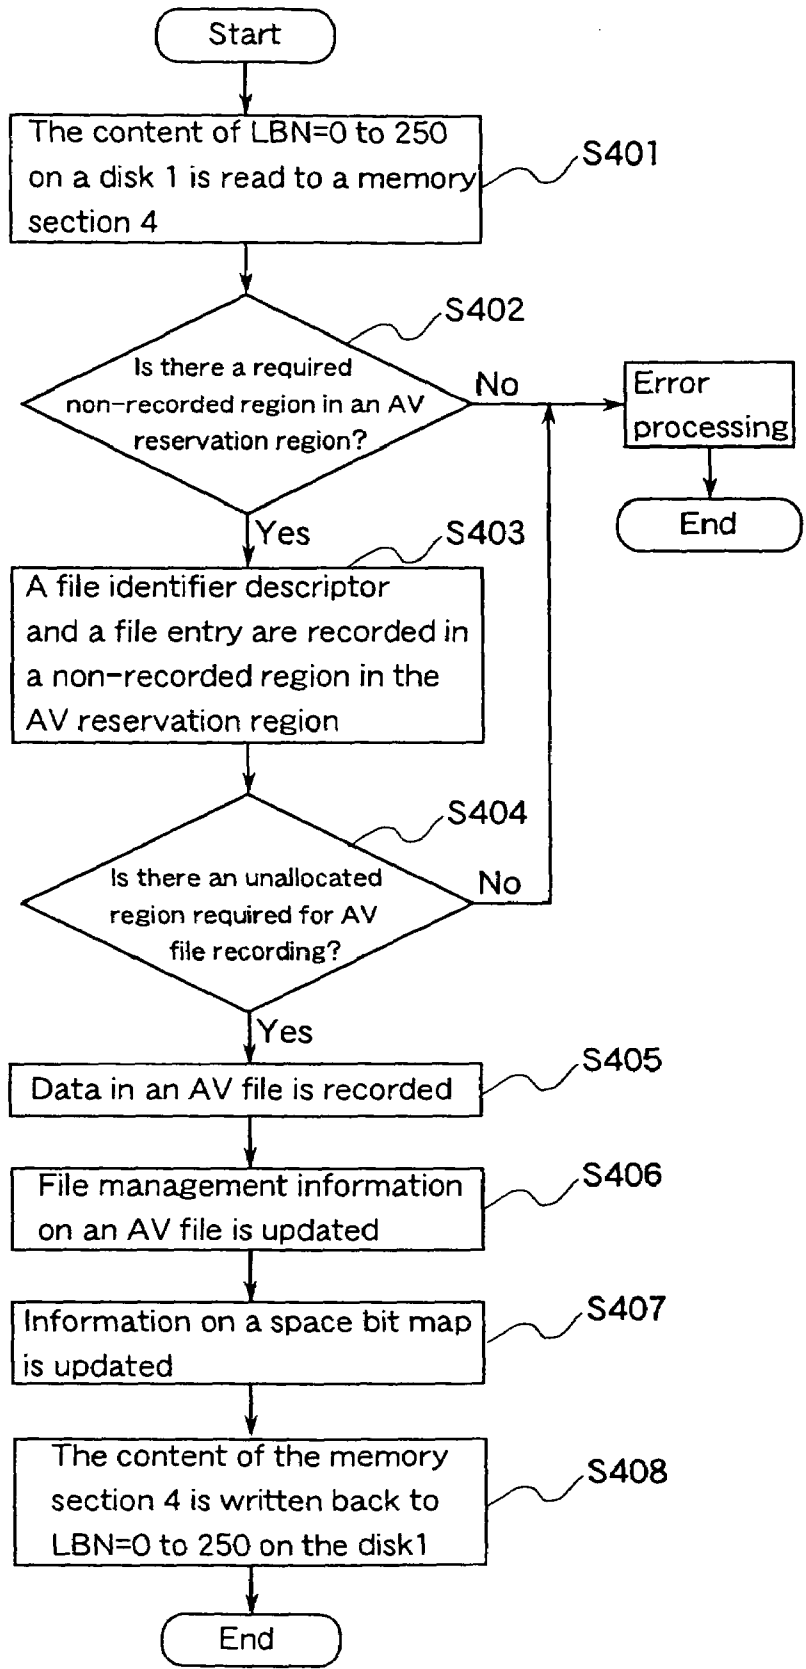 Start
The content of LBN=0 to 250
on a disk 1 is read to a memory
section 4
S401
S402
Is there a required
non-recorded region in an AV
reservation region?
No
Error
processing
End
Yes
S403
A file identifier descriptor
and a file entry are recorded in
a non-recorded region in the
AV reservation region
S404
Is there an unallocated
region required for AV
file recording?
No
Yes
S405
Data in an AV file is recorded
S406
File management information
on an AV file is updated
S407
Information on a space bit map
is updated
The content of the memory
section 4 is written back to
LBN=0 to 250 on the disk1
S408
End